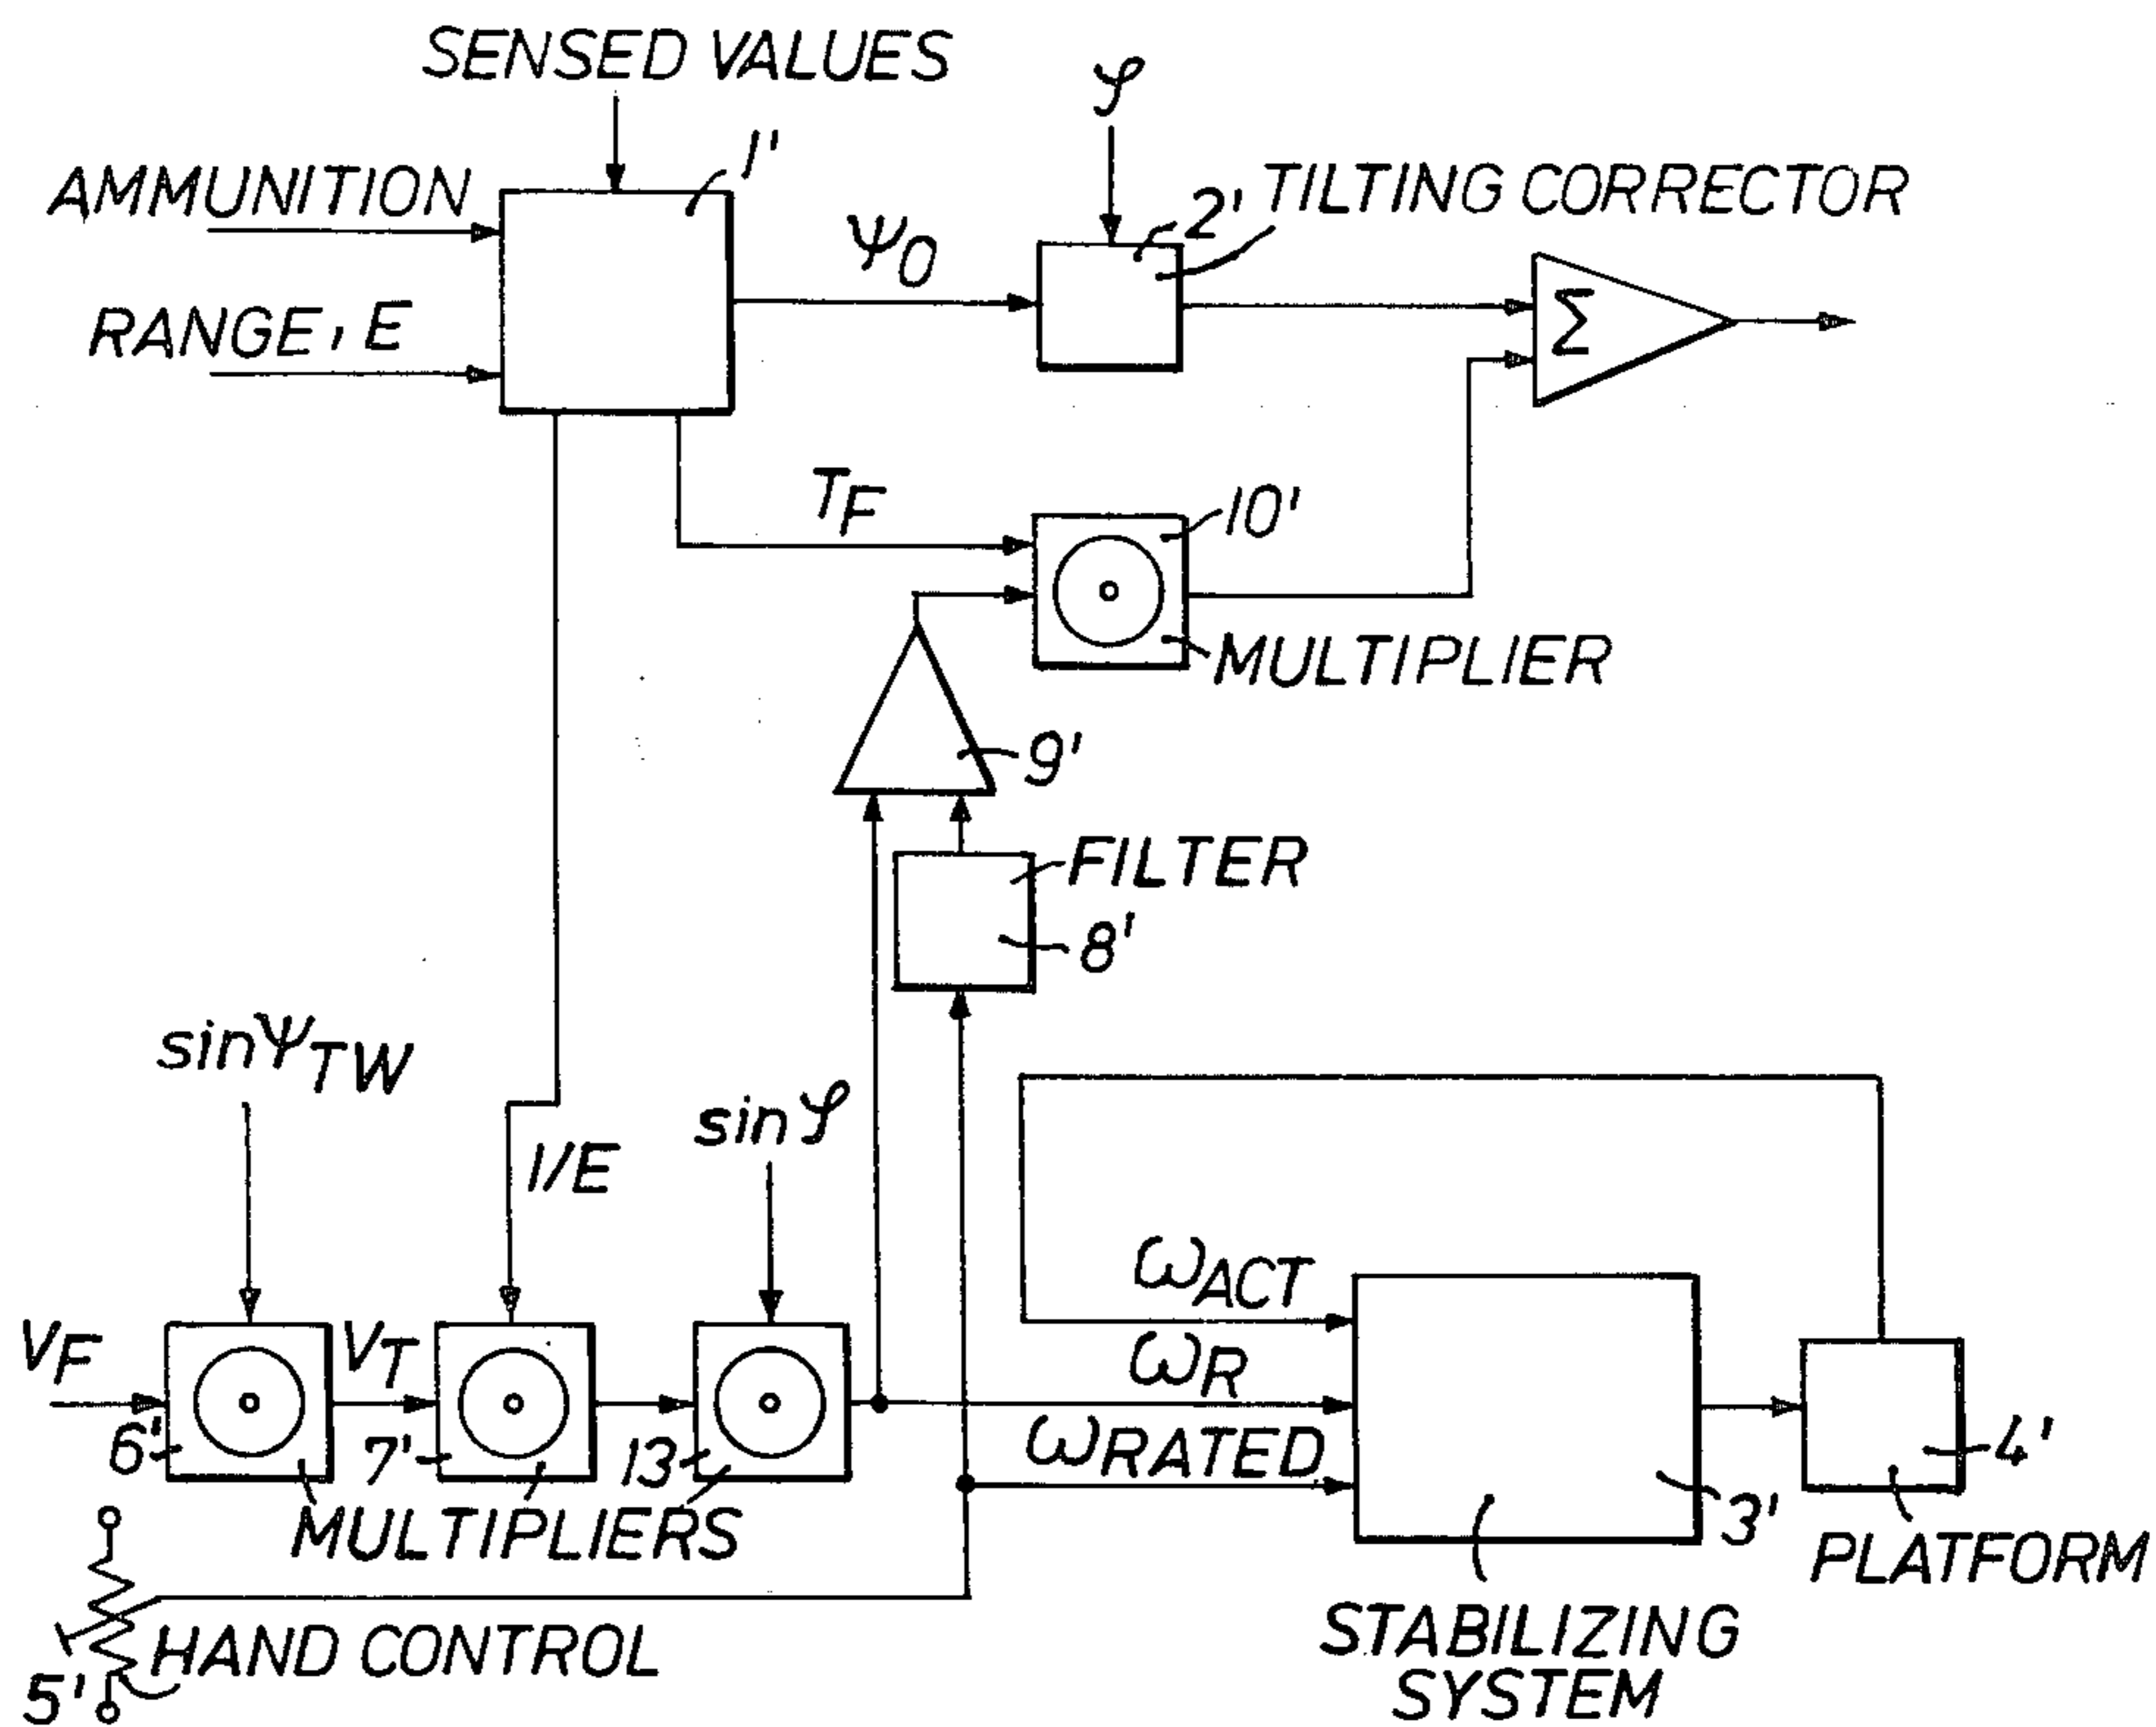 SENSED VALUES
φ
1'
AMMUNITION
2' TILTING CORRECTOR
ψO
RANGE, E
Σ
TF
10'
MULTIPLIER
9'
FILTER
8'
sinΨTW
sinφ
1/E
ωACT
VF
VT
ωR
6'
7'
13
ωRATED
4'
MULTIPLIERS
3'
PLATFORM
HAND CONTROL
5'
STABILIZING
SYSTEM